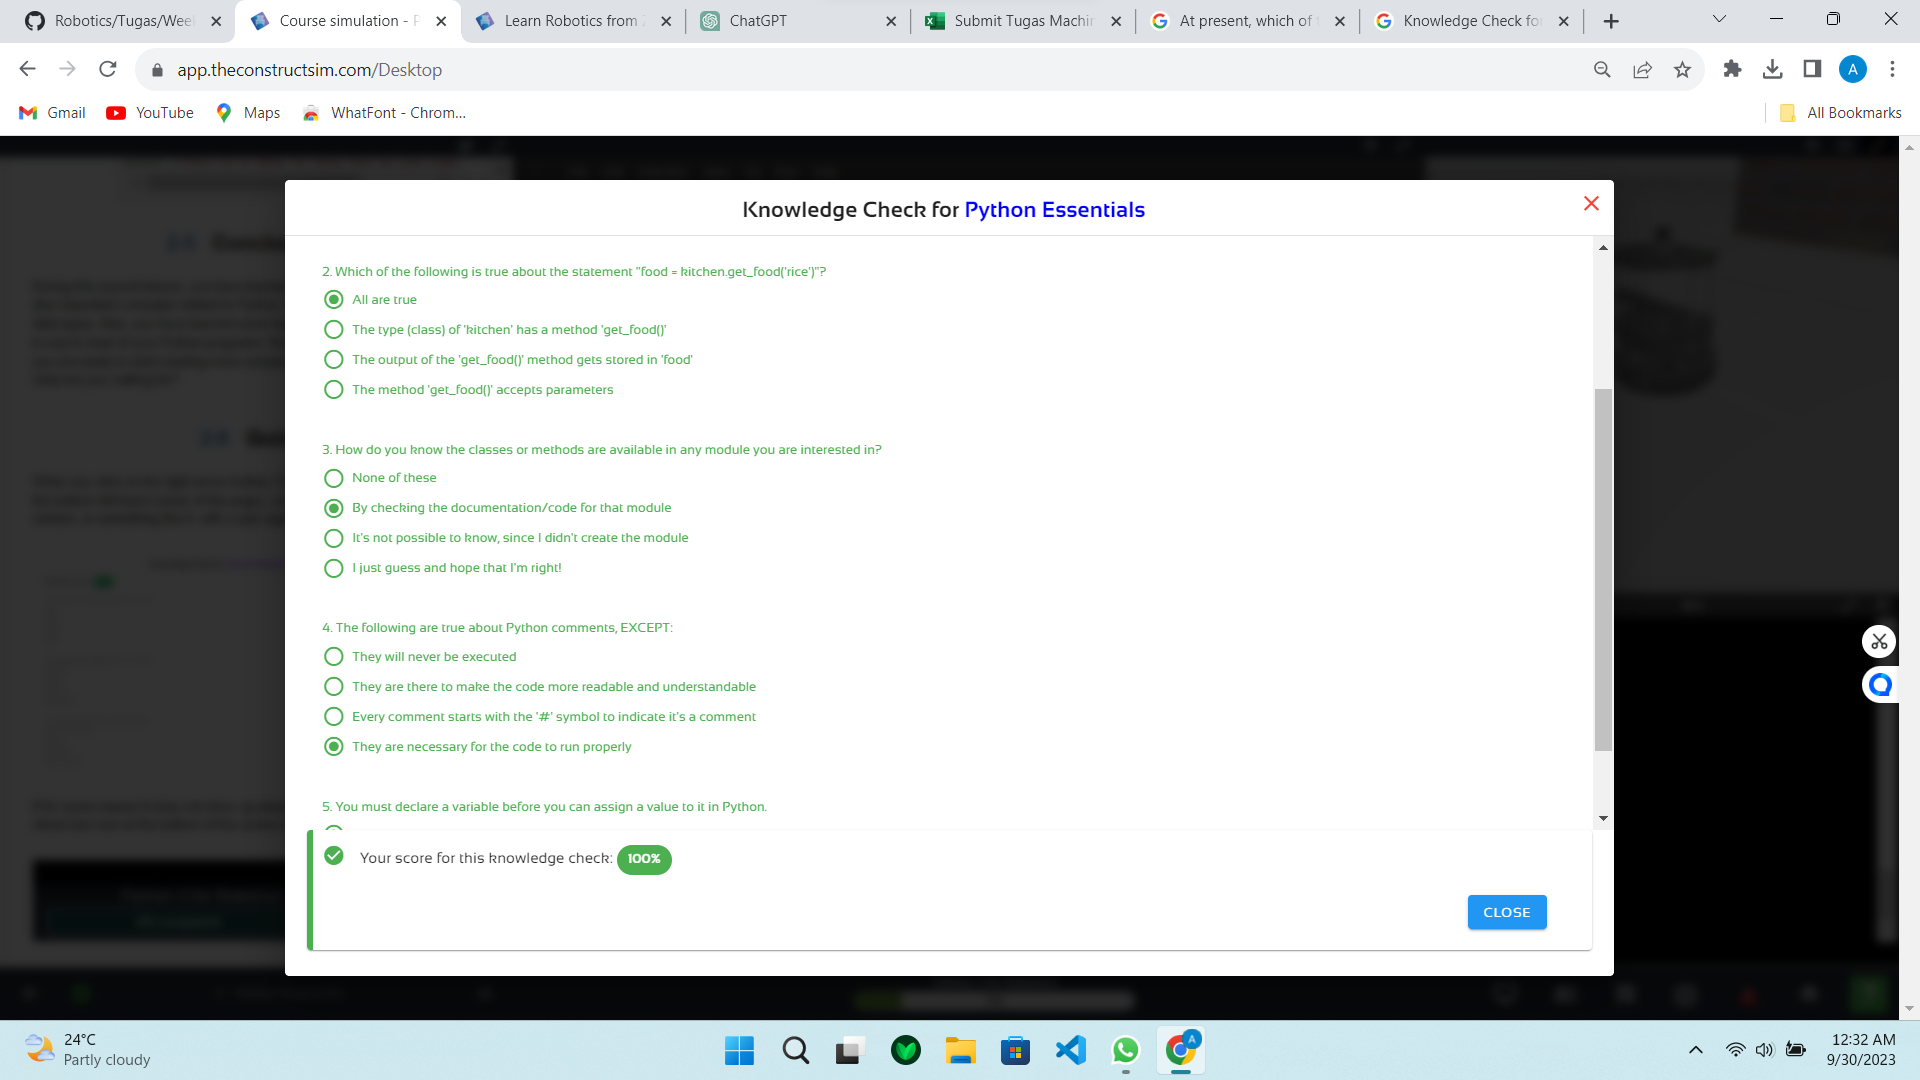 Robotics/Tugas/Wee
Course simulation - P
Learn Robotics from
ChatGPT
Submit Tugas Machin
At present, which of
Knowledge Check fo
app.theconstructsim.com/Desktop
A
Gmail
YouTube
Maps
WhatFont - Chrom...
All Bookmarks
Knowledge Check for Python Essentials
2. Which of the following is true about the statement "food = kitchen.get_food('rice')"?
All are true
The type (class) of 'kitchen' has a method 'get_food()'
The output of the 'get_food()' method gets stored in 'food'
The method 'get_food()' accepts parameters
3. How do you know the classes or methods are available in any module you are interested in?
None of these
By checking the documentation/code for that module
It's not possible to know, since I didn't create the module
I just guess and hope that I'm right!
4. The following are true about Python comments, EXCEPT:
They will never be executed
They are there to make the code more readable and understandable
Every comment starts with the '#' symbol to indicate it's a comment
They are necessary for the code to run properly
5. You must declare a variable before you can assign a value to it in Python.
Your score for this knowledge check: 100%
CLOSE
24°C
Partly cloudy
A
12:32 AM
9/30/2023